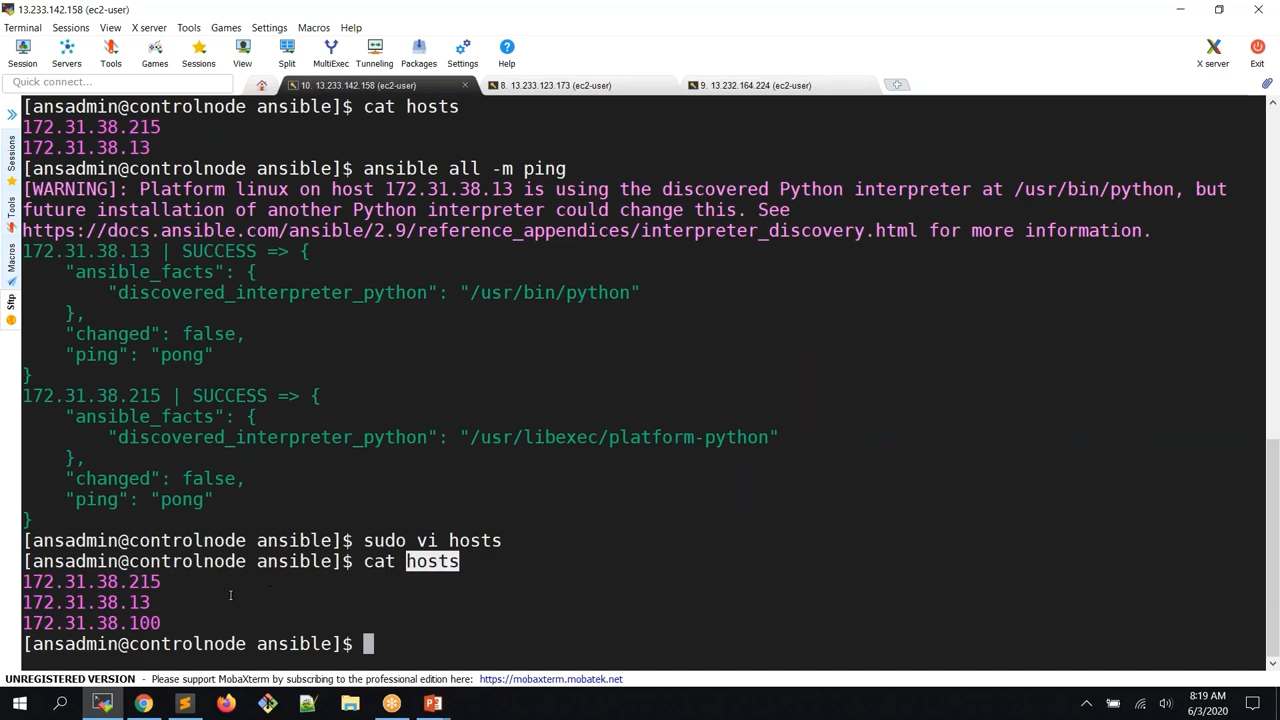 13.233.142.158 (ec2-user)
Terminal Sessions View X server Tools Games Settings Macros Help
Session Servers Tools Games Sessions View Split MultiExec Tunneling Packages Settings Help X server Exit
Quick connect...
10. 13.233.142.158 (ec2-user)
8. 13.233.123.173 (ec2-user)
9. 13.232.164.224 (ec2-user)
Sessions
Tools
Macros
Sftp
[ansadmin@controlnode ansible]$ cat hosts
172.31.38.215
172.31.38.13
[ansadmin@controlnode ansible]$ ansible all -m ping
[WARNING]: Platform linux on host 172.31.38.13 is using the discovered Python interpreter at /usr/bin/python, but
future installation of another Python interpreter could change this. See
https://docs.ansible.com/ansible/2.9/reference_appendices/interpreter_discovery.html for more information.
172.31.38.13 | SUCCESS => {
    "ansible_facts": {
        "discovered_interpreter_python": "/usr/bin/python"
    },
    "changed": false,
    "ping": "pong"
}
172.31.38.215 | SUCCESS => {
    "ansible_facts": {
        "discovered_interpreter_python": "/usr/libexec/platform-python"
    },
    "changed": false,
    "ping": "pong"
}
[ansadmin@controlnode ansible]$ sudo vi hosts
[ansadmin@controlnode ansible]$ cat hosts
172.31.38.215
172.31.38.13
172.31.38.100
[ansadmin@controlnode ansible]$
UNREGISTERED VERSION - Please support MobaXterm by subscribing to the professional edition here: https://mobaxterm.mobatek.net
8:19 AM
6/3/2020